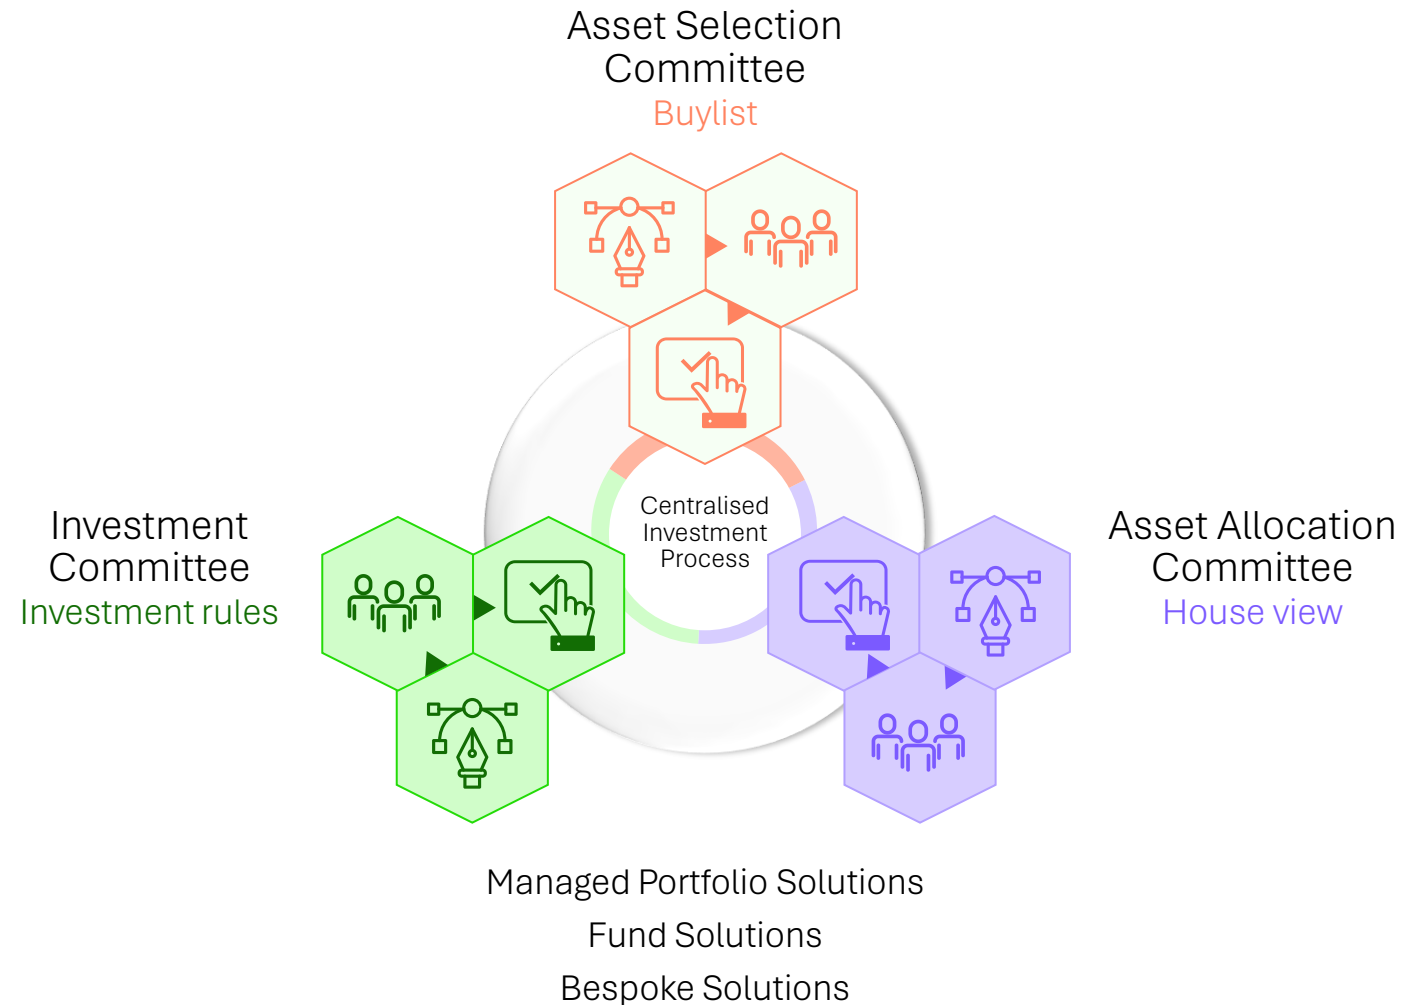 Asset Selection
Committee
Buylist
Centralised
Investment
Process
Investment
Committee
Investment rules
Asset Allocation
Committee
House view
Managed Portfolio Solutions
Fund Solutions
Bespoke Solutions